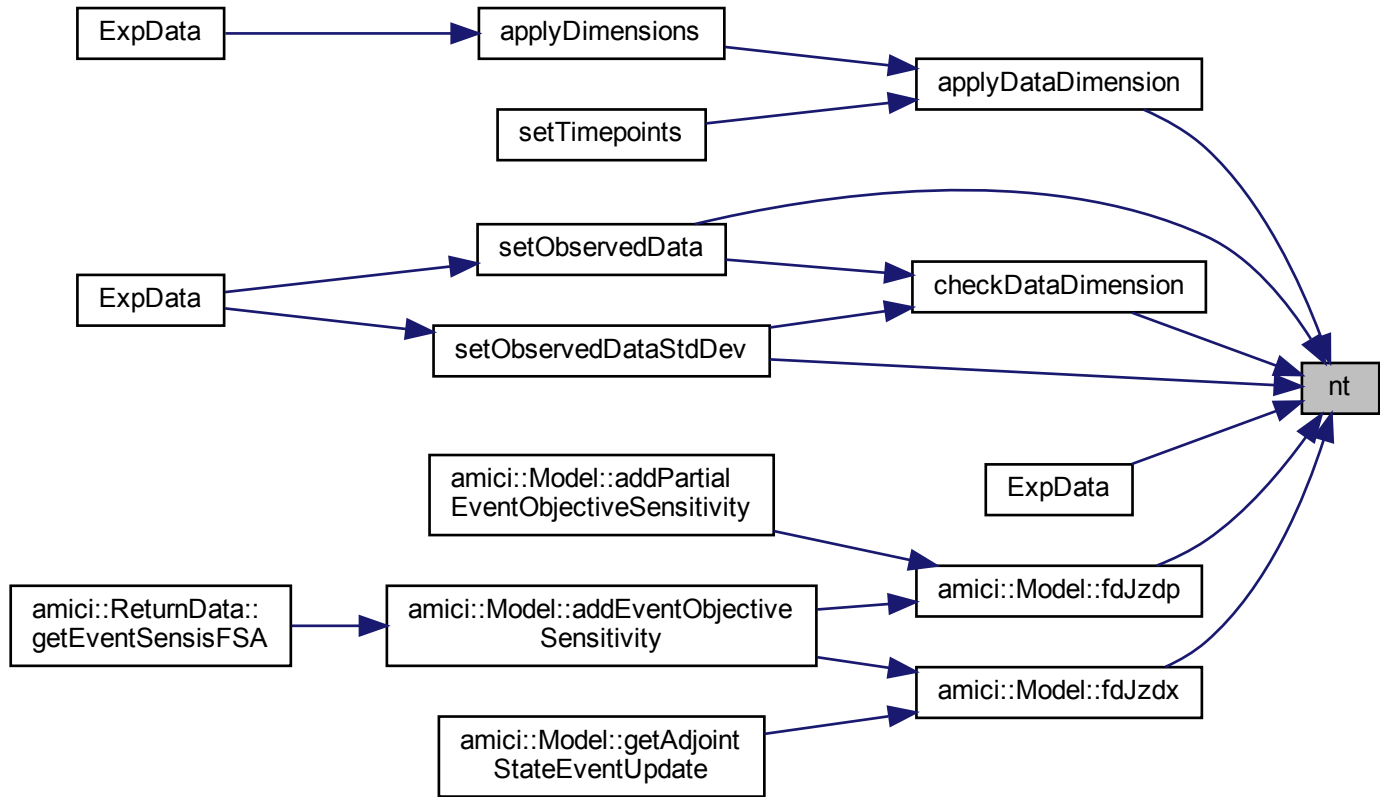 ExpData
applyDimensions
applyDataDimension
setTimepoints
setObservedData
checkDataDimension
ExpData
setObservedDataStdDev
nt
amici::Model::addPartial
EventObjectiveSensitivity
ExpData
amici::Model::fdJzdp
amici::ReturnData::
getEventSensisFSA
amici::Model::addEventObjective
Sensitivity
amici::Model::fdJzdx
amici::Model::getAdjoint
StateEventUpdate